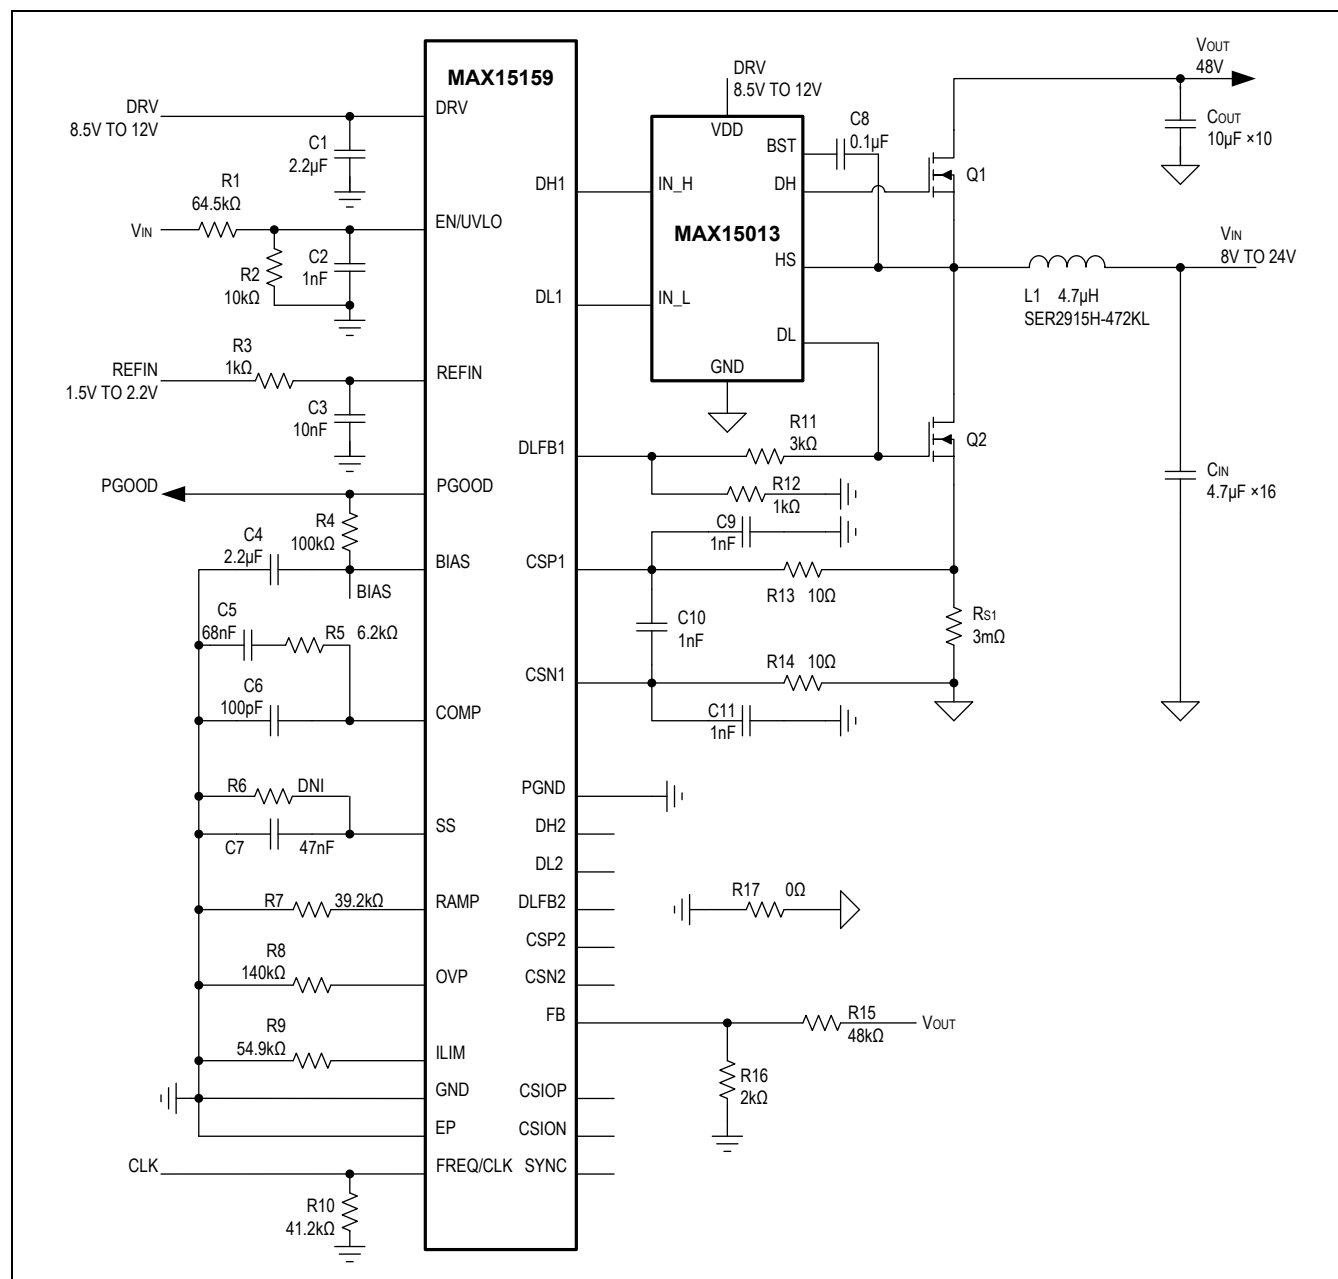 MAX15159
DRV
8.5V TO 12V
DRV
C1
2.2µF
R1
64.5kΩ
VIN
EN/UVLO
R2
10kΩ
C2
1nF
REFIN
1.5V TO 2.2V
R3
1kΩ
REFIN
C3
10nF
PGOOD
PGOOD
R4
100kΩ
C4
2.2µF
BIAS
BIAS
C5
68nF
R5 6.2kΩ
C6
100pF
COMP
R6 DNI
SS
C7 47nF
R7 39.2kΩ
RAMP
R8
140kΩ
OVP
R9
54.9kΩ
ILIM
GND
EP
CLK
FREQ/CLK
R10
41.2kΩ
DH1
DL1
DLFB1
CSP1
CSN1
PGND
DH2
DL2
DLFB2
CSP2
CSN2
FB
CSIOP
CSION
SYNC
DRV
8.5V TO 12V
VDD
BST
C8
0.1µF
IN_H
DH
MAX15013
HS
IN_L
DL
GND
Q1
VOUT
48V
COUT
10µF ×10
VIN
8V TO 24V
L1 4.7µH
SER2915H-472KL
Q2
CIN
4.7µF ×16
R11
3kΩ
R12
1kΩ
C9
1nF
R13 10Ω
C10
1nF
RS1
3mΩ
R14 10Ω
C11
1nF
R17 0Ω
R15
48kΩ
VOUT
R16
2kΩ